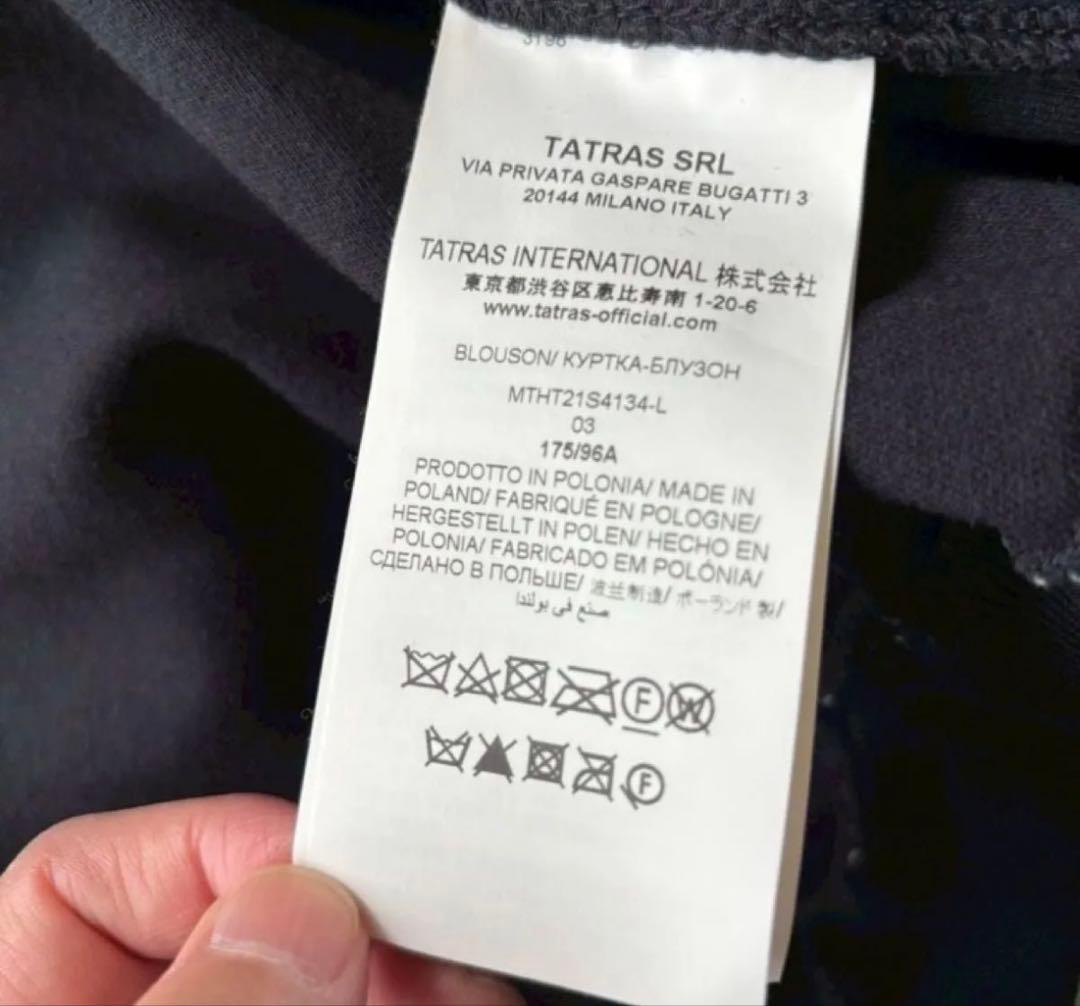 TATRAS SRL
VIA PRIVATA GASPARE BUGATTI 3
20144 MILANO ITALY
TATRAS INTERNATIONAL 株式会社
東京都渋谷区恵比寿南 1-20-6
www.tatras-official.com
BLOUSON/ КУРТКА-БЛУЗОН
MTHT21S4134-L
03
175/96A
PRODOTTO IN POLONIA/ MADE IN
POLAND/ FABRIQUÉ EN POLOGNE/
HERGESTELLT IN POLEN/ HECHO EN
POLONIA/ FABRICADO EM POLÓNIA/
СДЕЛАНО В ПОЛЬШЕ/ 波兰制造/ ポーランド 製/
صنع في بولندا
F W
F